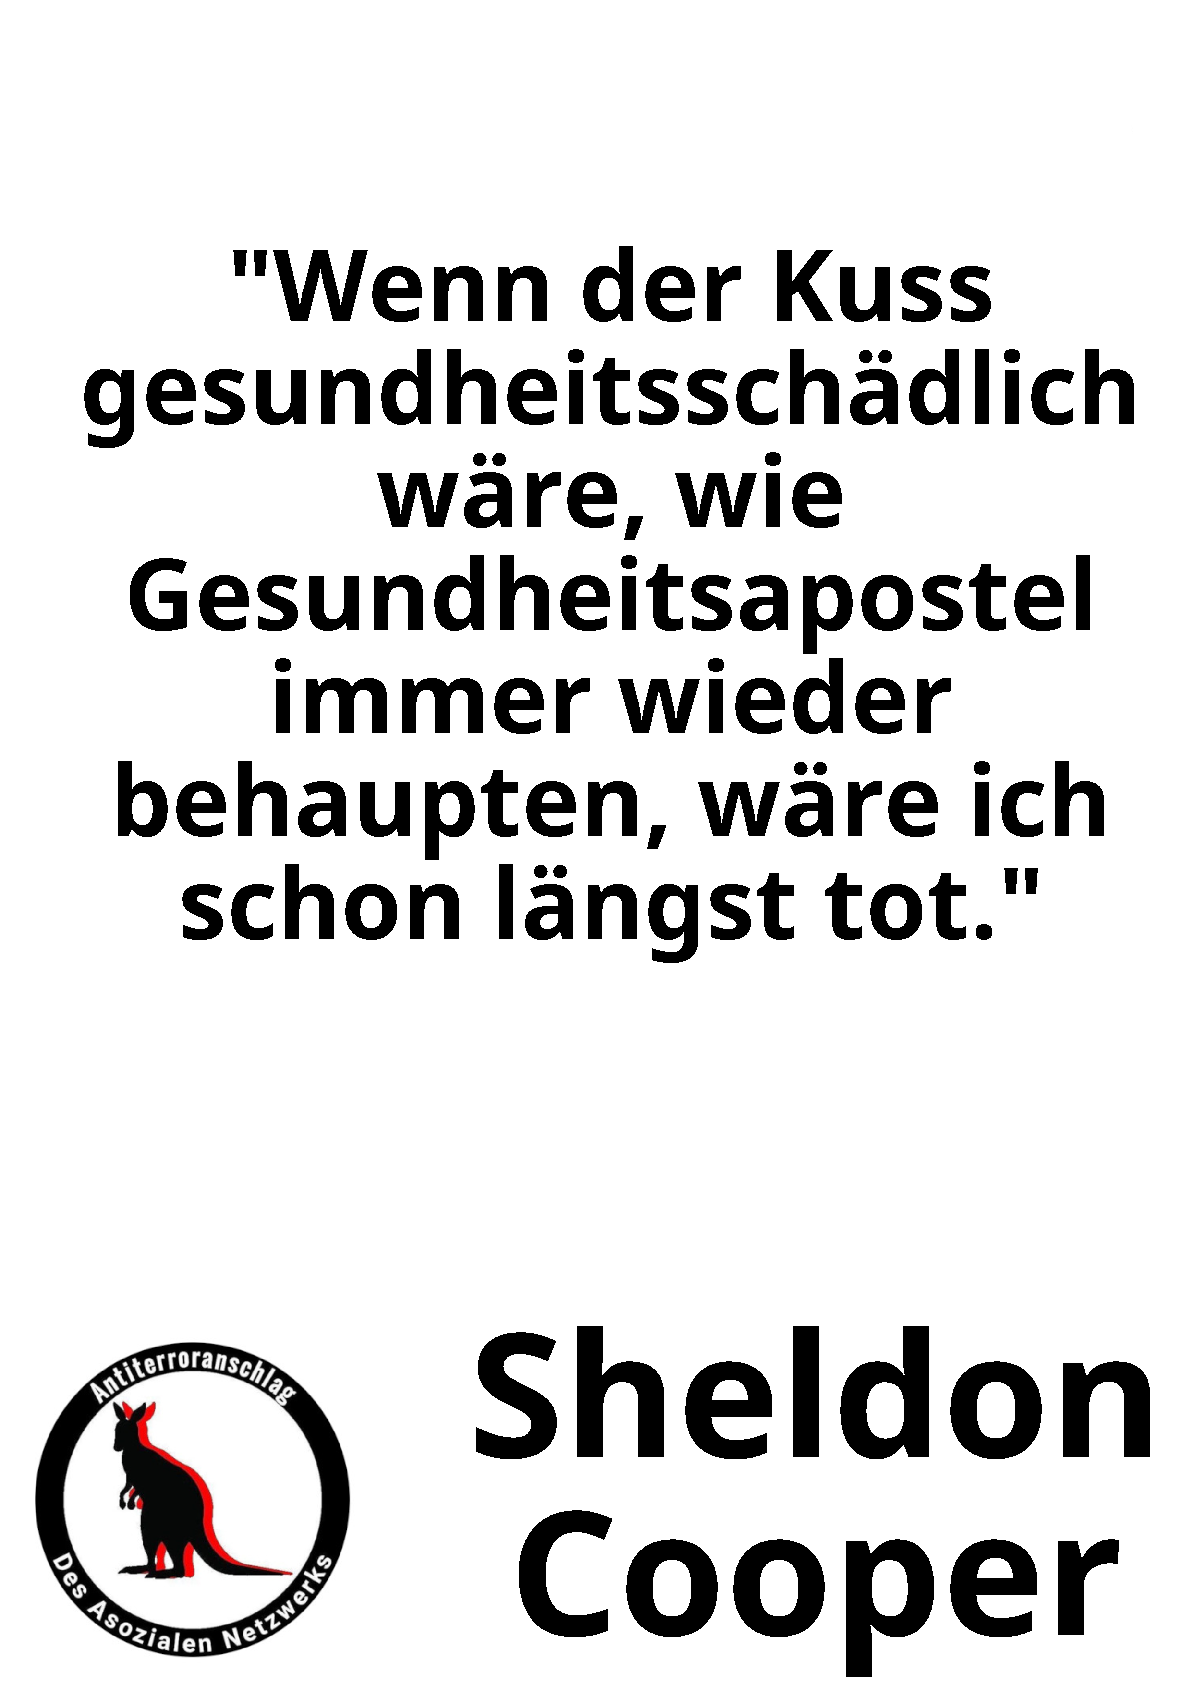 "Wenn der Kuss
gesundheitsschädlich
wäre, wie
Gesundheitsapostel
immer wieder
behaupten, wäre ich
schon längst tot."
Antiterroranschlag
Des Asozialen Netzwerks
Sheldon
Cooper